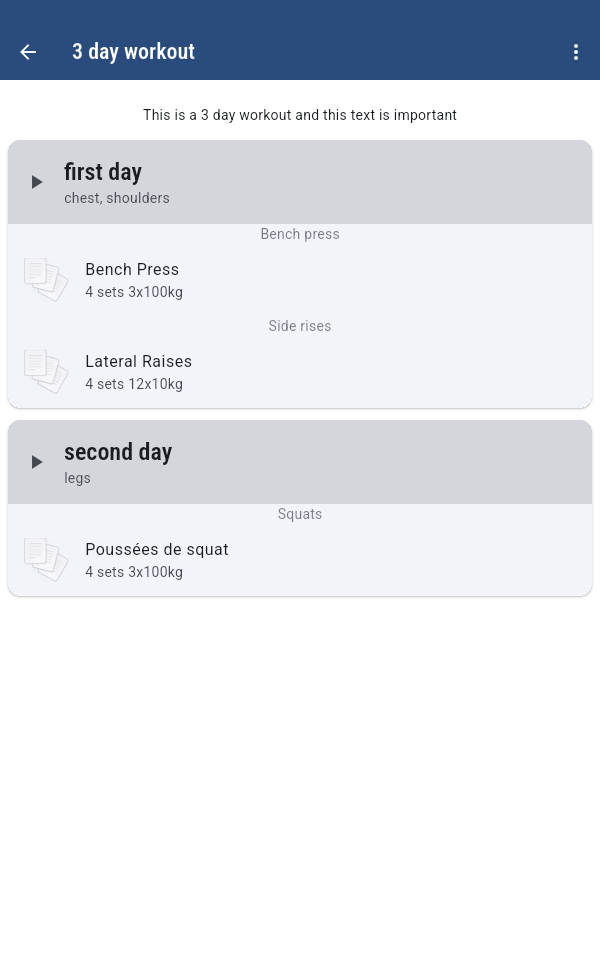 3 day workout
This is a 3 day workout and this text is important
first day
chest, shoulders
Bench press
Bench Press
4 sets 3x100kg
Side rises
Lateral Raises
4 sets 12x10kg
second day
legs
Squats
Poussées de squat
4 sets 3x100kg